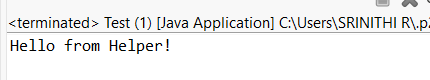 <terminated> Test (1) [Java Application] C:\Users\SRINITHI R\.p
Hello from Helper!